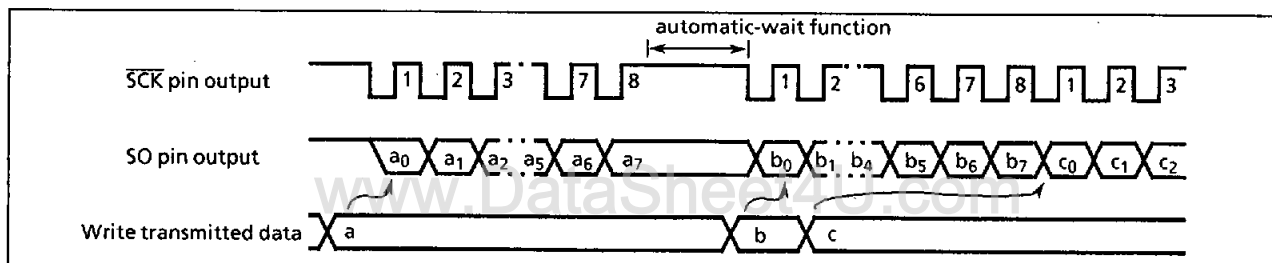 automatic-wait function
SCK pin output 1 2 3 7 8 1 2 6 7 8 1 2 3
SO pin output a0 a1 a2 a5 a6 a7 b0 b1 b4 b5 b6 b7 c0 c1 c2
www.DataSheet4U.com
Write transmitted data a b c